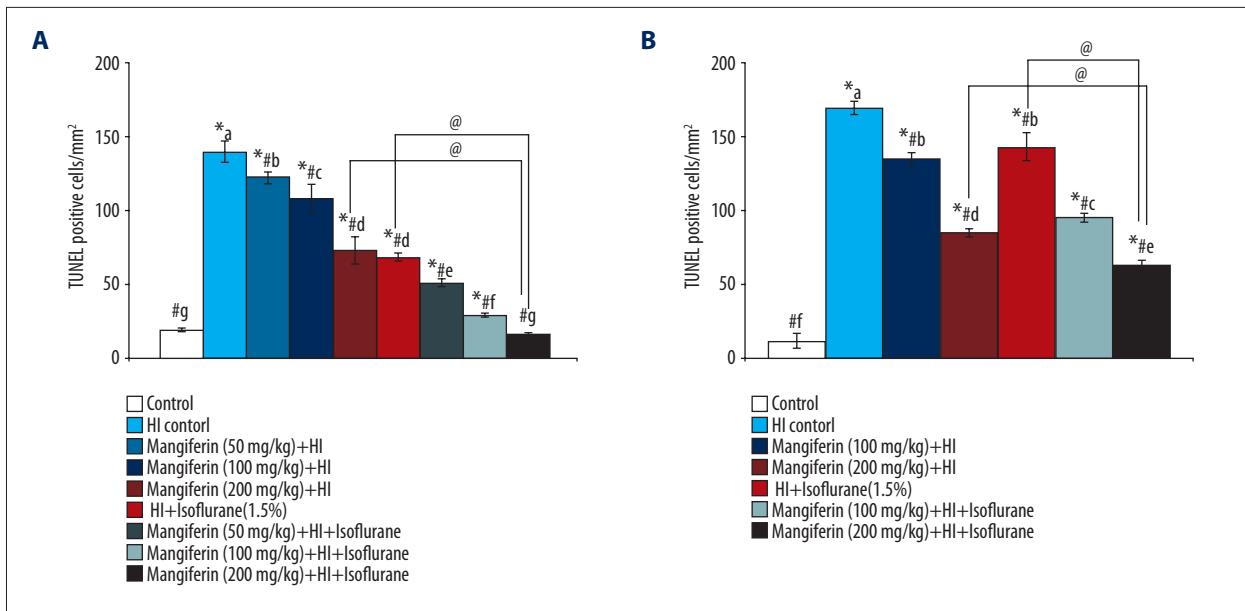 A
TUNEL positive cells/mm²
200
150
100
50
0
#g
*a
*#b
*#c
*#d
*#d
*#e
*#f
#g
@
@
Control
HI contorl
Mangiferin (50 mg/kg)+HI
Mangiferin (100 mg/kg)+HI
Mangiferin (200 mg/kg)+HI
HI+Isoflurane(1.5%)
Mangiferin (50 mg/kg)+HI+Isoflurane
Mangiferin (100 mg/kg)+HI+Isoflurane
Mangiferin (200 mg/kg)+HI+Isoflurane
B
TUNEL positive cells/mm²
200
150
100
50
0
#f
*a
*#b
*#d
*#b
*#c
*#e
@
@
Control
HI contorl
Mangiferin (100 mg/kg)+HI
Mangiferin (200 mg/kg)+HI
HI+Isoflurane(1.5%)
Mangiferin (100 mg/kg)+HI+Isoflurane
Mangiferin (200 mg/kg)+HI+Isoflurane